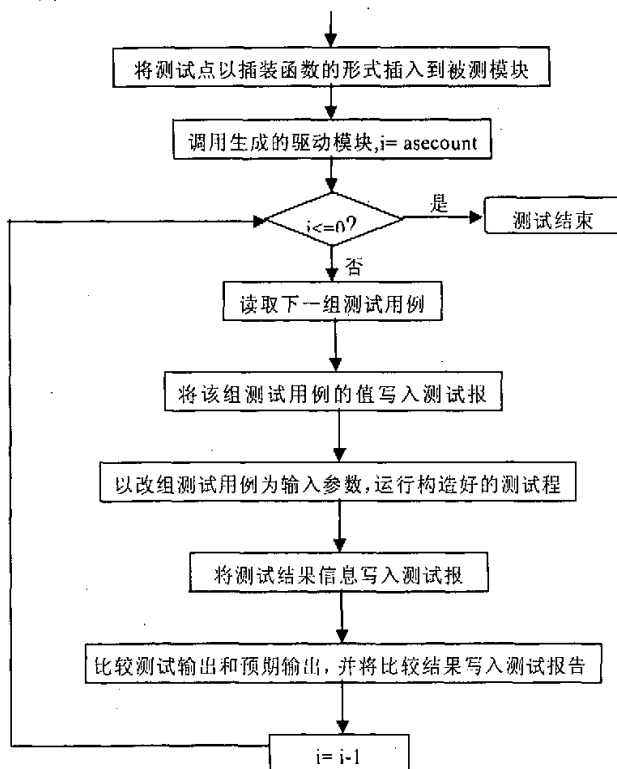 将测试点以插装函数的形式插入到被测模块
调用生成的驱动模块,i= asecount
i<=0?
是
测试结束
否
读取下一组测试用例
将该组测试用例的值写入测试报
以改组测试用例为输入参数,运行构造好的测试程
将测试结果信息写入测试报
比较测试输出和预期输出,并将比较结果写入测试报告
i= i-1